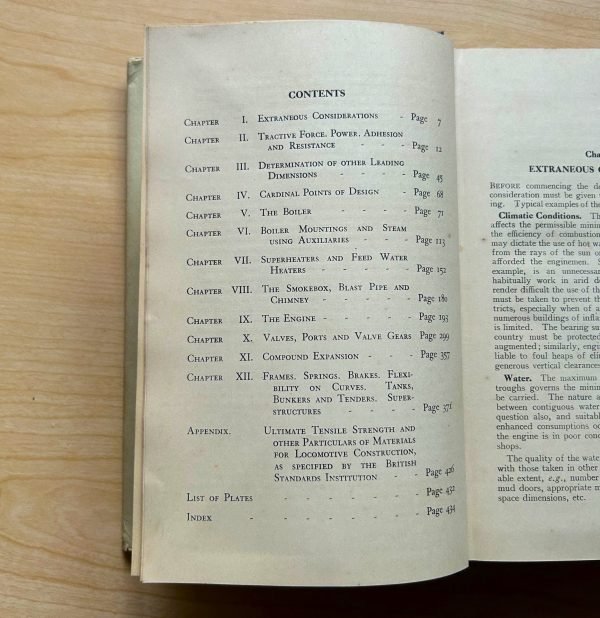 CONTENTS
CHAPTER I. EXTRANEOUS CONSIDERATIONS - Page 7
CHAPTER II. TRACTIVE FORCE, POWER, ADHESION
AND RESISTANCE - - - Page 12
CHAPTER III. DETERMINATION OF OTHER LEADING
DIMENSIONS - - - - Page 45
CHAPTER IV. CARDINAL POINTS OF DESIGN - - Page 68
CHAPTER V. THE BOILER - - - - - Page 71
CHAPTER VI. BOILER MOUNTINGS AND STEAM
USING AUXILIARIES - - - Page 113
CHAPTER VII. SUPERHEATERS AND FEED WATER
HEATERS - - - - - Page 152
CHAPTER VIII. THE SMOKEBOX, BLAST PIPE AND
CHIMNEY - - - - - Page 180
CHAPTER IX. THE ENGINE - - - - - Page 193
CHAPTER X. VALVES, PORTS AND VALVE GEARS Page 299
CHAPTER XI. COMPOUND EXPANSION - - - Page 357
CHAPTER XII. FRAMES, SPRINGS, BRAKES, FLEXI-
BILITY ON CURVES. TANKS,
BUNKERS AND TENDERS. SUPER-
STRUCTURES - - - Page 371
APPENDIX. ULTIMATE TENSILE STRENGTH AND
OTHER PARTICULARS OF MATERIALS
FOR LOCOMOTIVE CONSTRUCTION,
AS SPECIFIED BY THE BRITISH
STANDARDS INSTITUTION - - Page 426
LIST OF PLATES - - - - - - Page 432
INDEX - - - - - - - - Page 434
EXTRANEOUS
BEFORE commencing the
consideration must be given
ing. Typical examples of the
Climatic Conditions.
affects the permissible
the efficiency of combustion
may dictate the use of hot
from the rays of the sun
afforded the enginemen.
example, is an
habitually work in arid
render difficult the use of
must be taken to prevent
tricts, especially when of
numerous buildings of
is limited. The bearing
country must be protected
augmented; similarly,
liable to foul heaps of
generous vertical clearances
Water. The maximum
troughs governs the
be carried. The nature
between contiguous water
question also, and
enhanced consumptions
the engine is in poor
shops.
The quality of the
with those taken in other
able extent, e.g., number
mud doors, appropriate
space dimensions, etc.